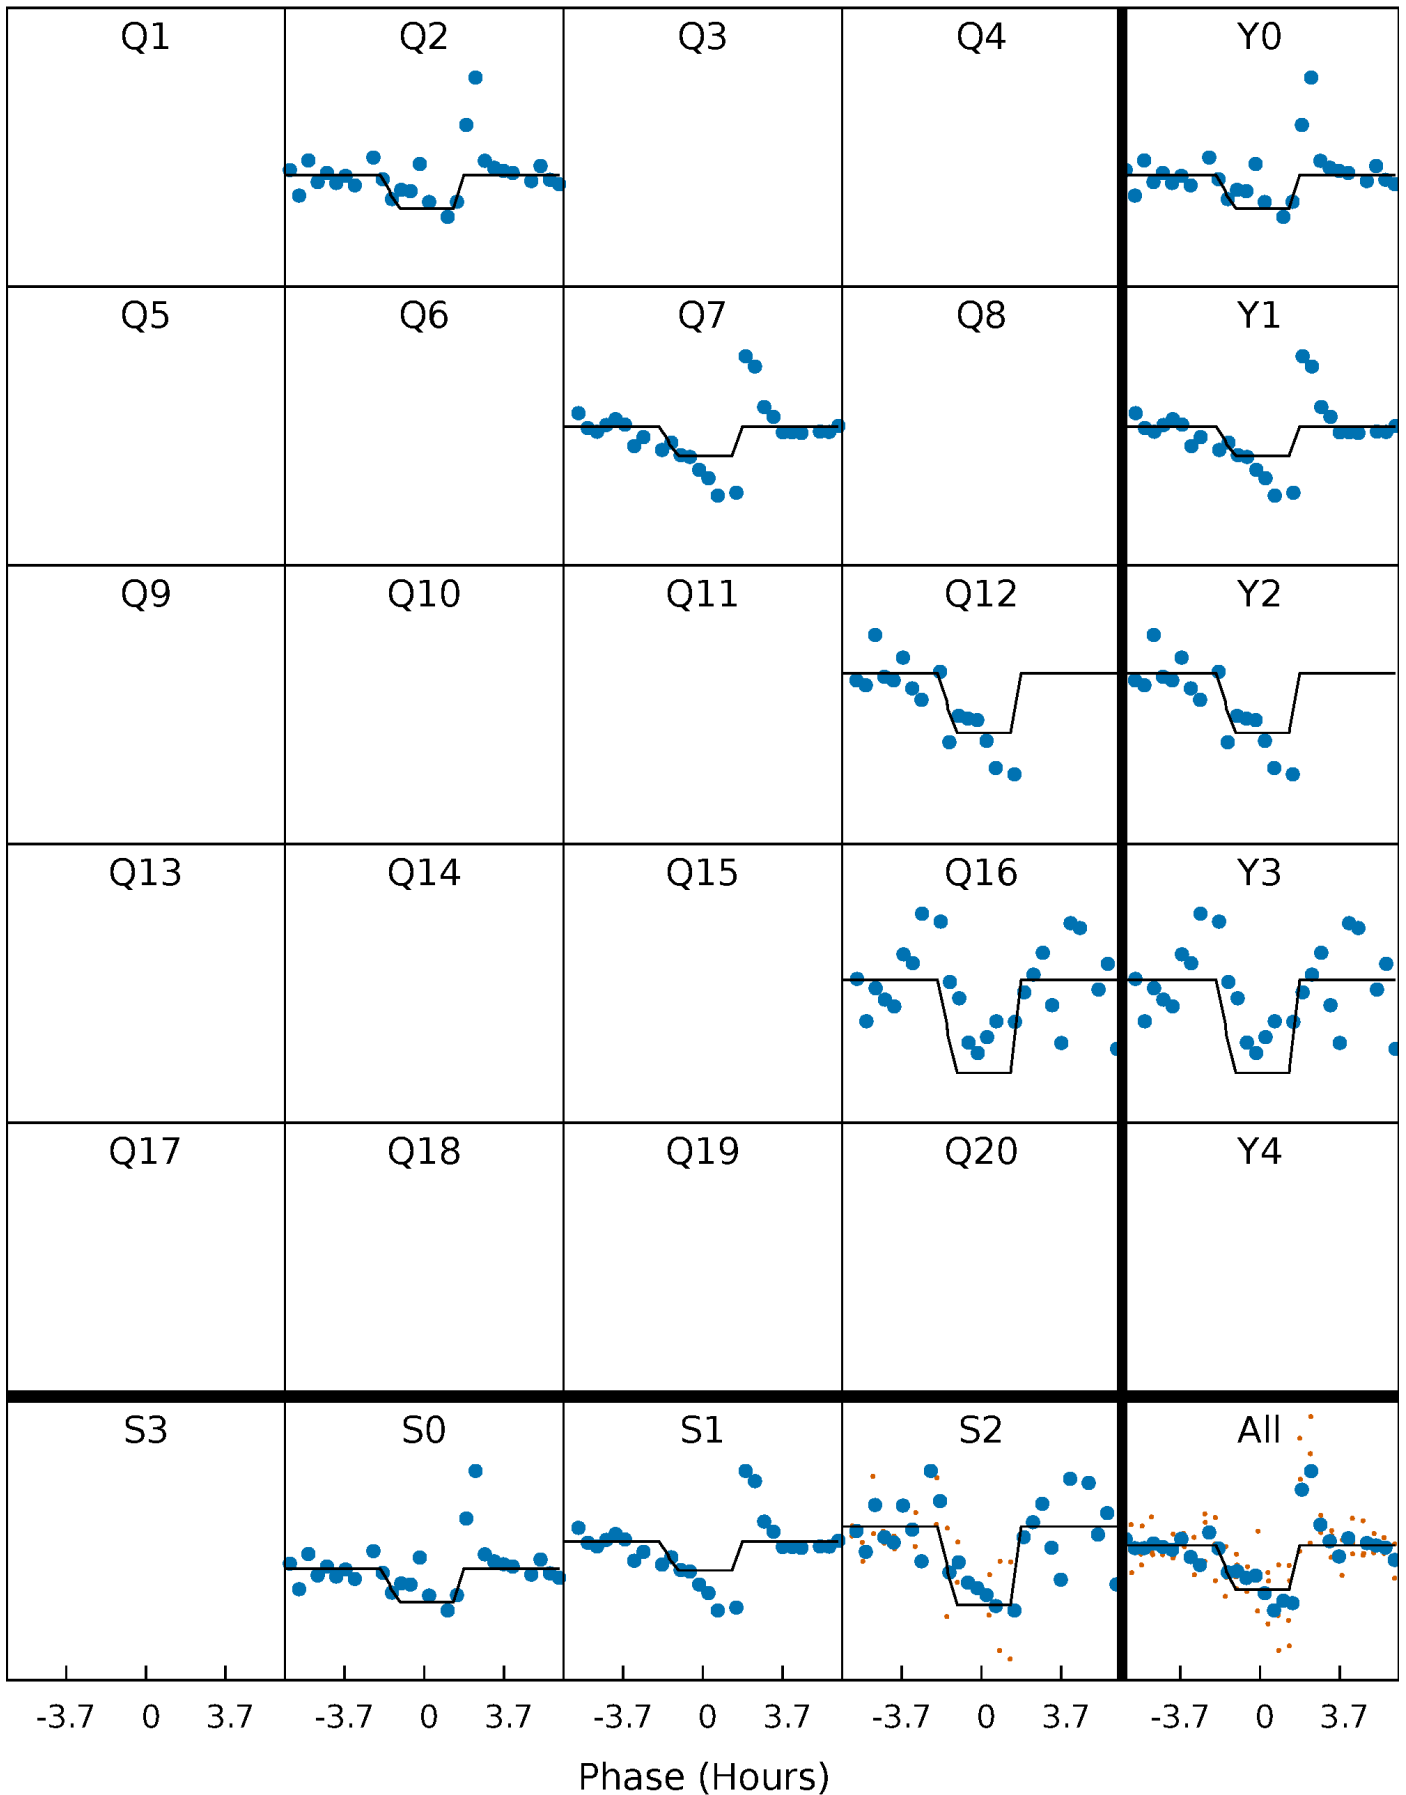 Q1 Q2 Q3 Q4 Y0
Q5 Q6 Q7 Q8 Y1
Q9 Q10 Q11 Q12 Y2
Q13 Q14 Q15 Q16 Y3
Q17 Q18 Q19 Q20 Y4
S3 S0 S1 S2 All
-3.7 0 3.7 -3.7 0 3.7 -3.7 0 3.7 -3.7 0 3.7 -3.7 0 3.7
Phase (Hours)